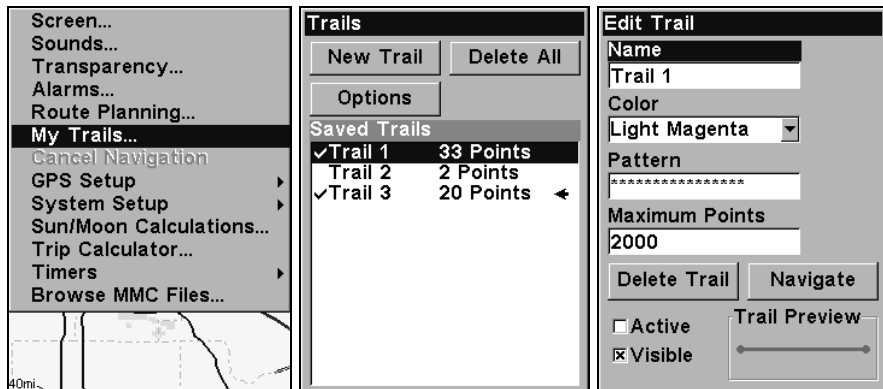 Screen...
Sounds...
Transparency...
Alarms...
Route Planning...
My Trails...
Cancel Navigation
GPS Setup
System Setup
Sun/Moon Calculations...
Trip Calculator...
Timers
Browse MMC Files...
40mi
Trails
New Trail Delete All
Options
Saved Trails
Trail 1 33 Points
Trail 2 2 Points
Trail 3 20 Points
Edit Trail
Name
Trail 1
Color
Light Magenta
Pattern
****************
Maximum Points
2000
Delete Trail Navigate
Active
Visible
Trail Preview